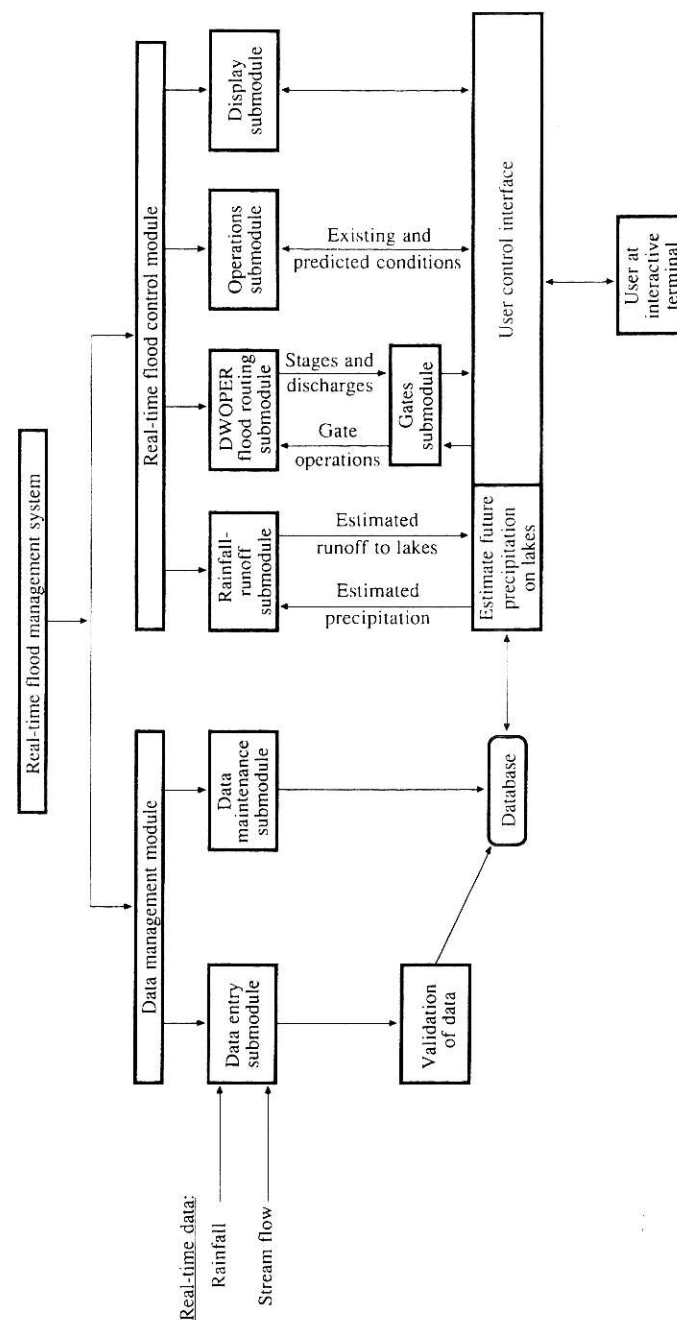 Real-time flood management system
Data management module
Real-time flood control module
Real-time data:
Rainfall
Stream flow
Data entry
submodule
Data
maintenance
submodule
Rainfall-
runoff
submodule
DWOPER
flood routing
submodule
Operations
submodule
Display
submodule
Estimated
precipitation
Estimated
runoff to lakes
Gate
operations
Stages and
discharges
Existing and
predicted conditions
Validation
of data
Gates
submodule
Database
Estimate future
precipitation
on lakes
User control interface
User at
interactive
terminal